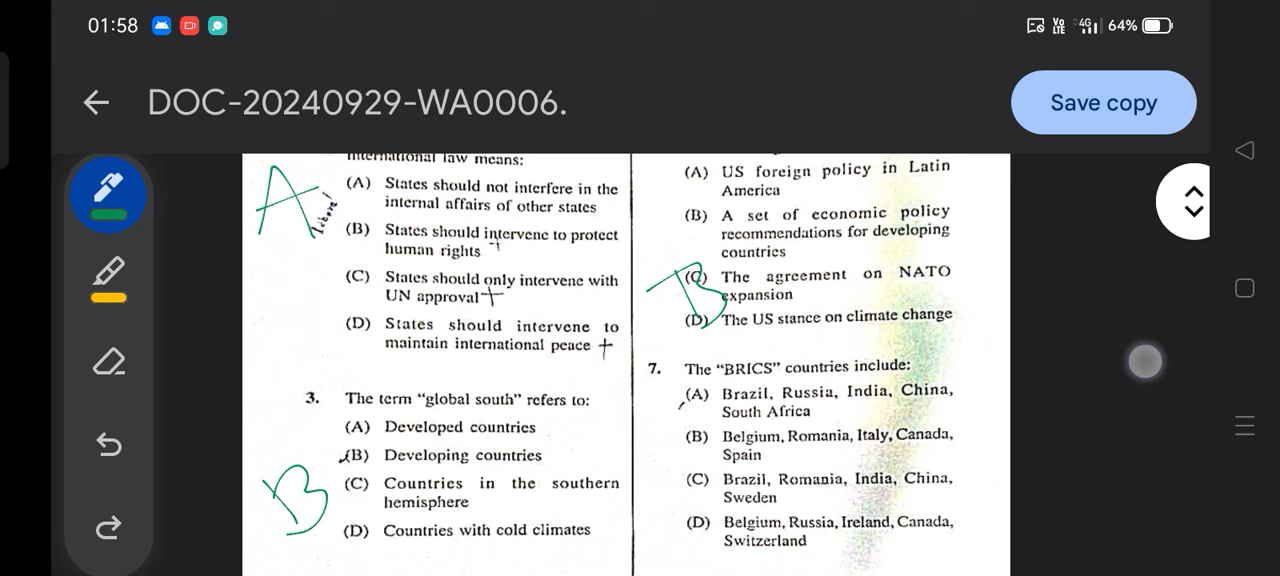 01:58
Vo LTE 4G 64%
DOC-20240929-WA0006.
Save copy
international law means:
(A) States should not interfere in the
internal affairs of other states
(B) States should intervene to protect
human rights
(C) States should only intervene with
UN approval
(D) States should intervene to
maintain international peace
A
3. The term “global south” refers to:
(A) Developed countries
(B) Developing countries
(C) Countries in the southern
hemisphere
(D) Countries with cold climates
B
(A) US foreign policy in Latin
America
(B) A set of economic policy
recommendations for developing
countries
(C) The agreement on NATO
expansion
(D) The US stance on climate change
B
7. The “BRICS” countries include:
(A) Brazil, Russia, India, China,
South Africa
(B) Belgium, Romania, Italy, Canada,
Spain
(C) Brazil, Romania, India, China,
Sweden
(D) Belgium, Russia, Ireland, Canada,
Switzerland